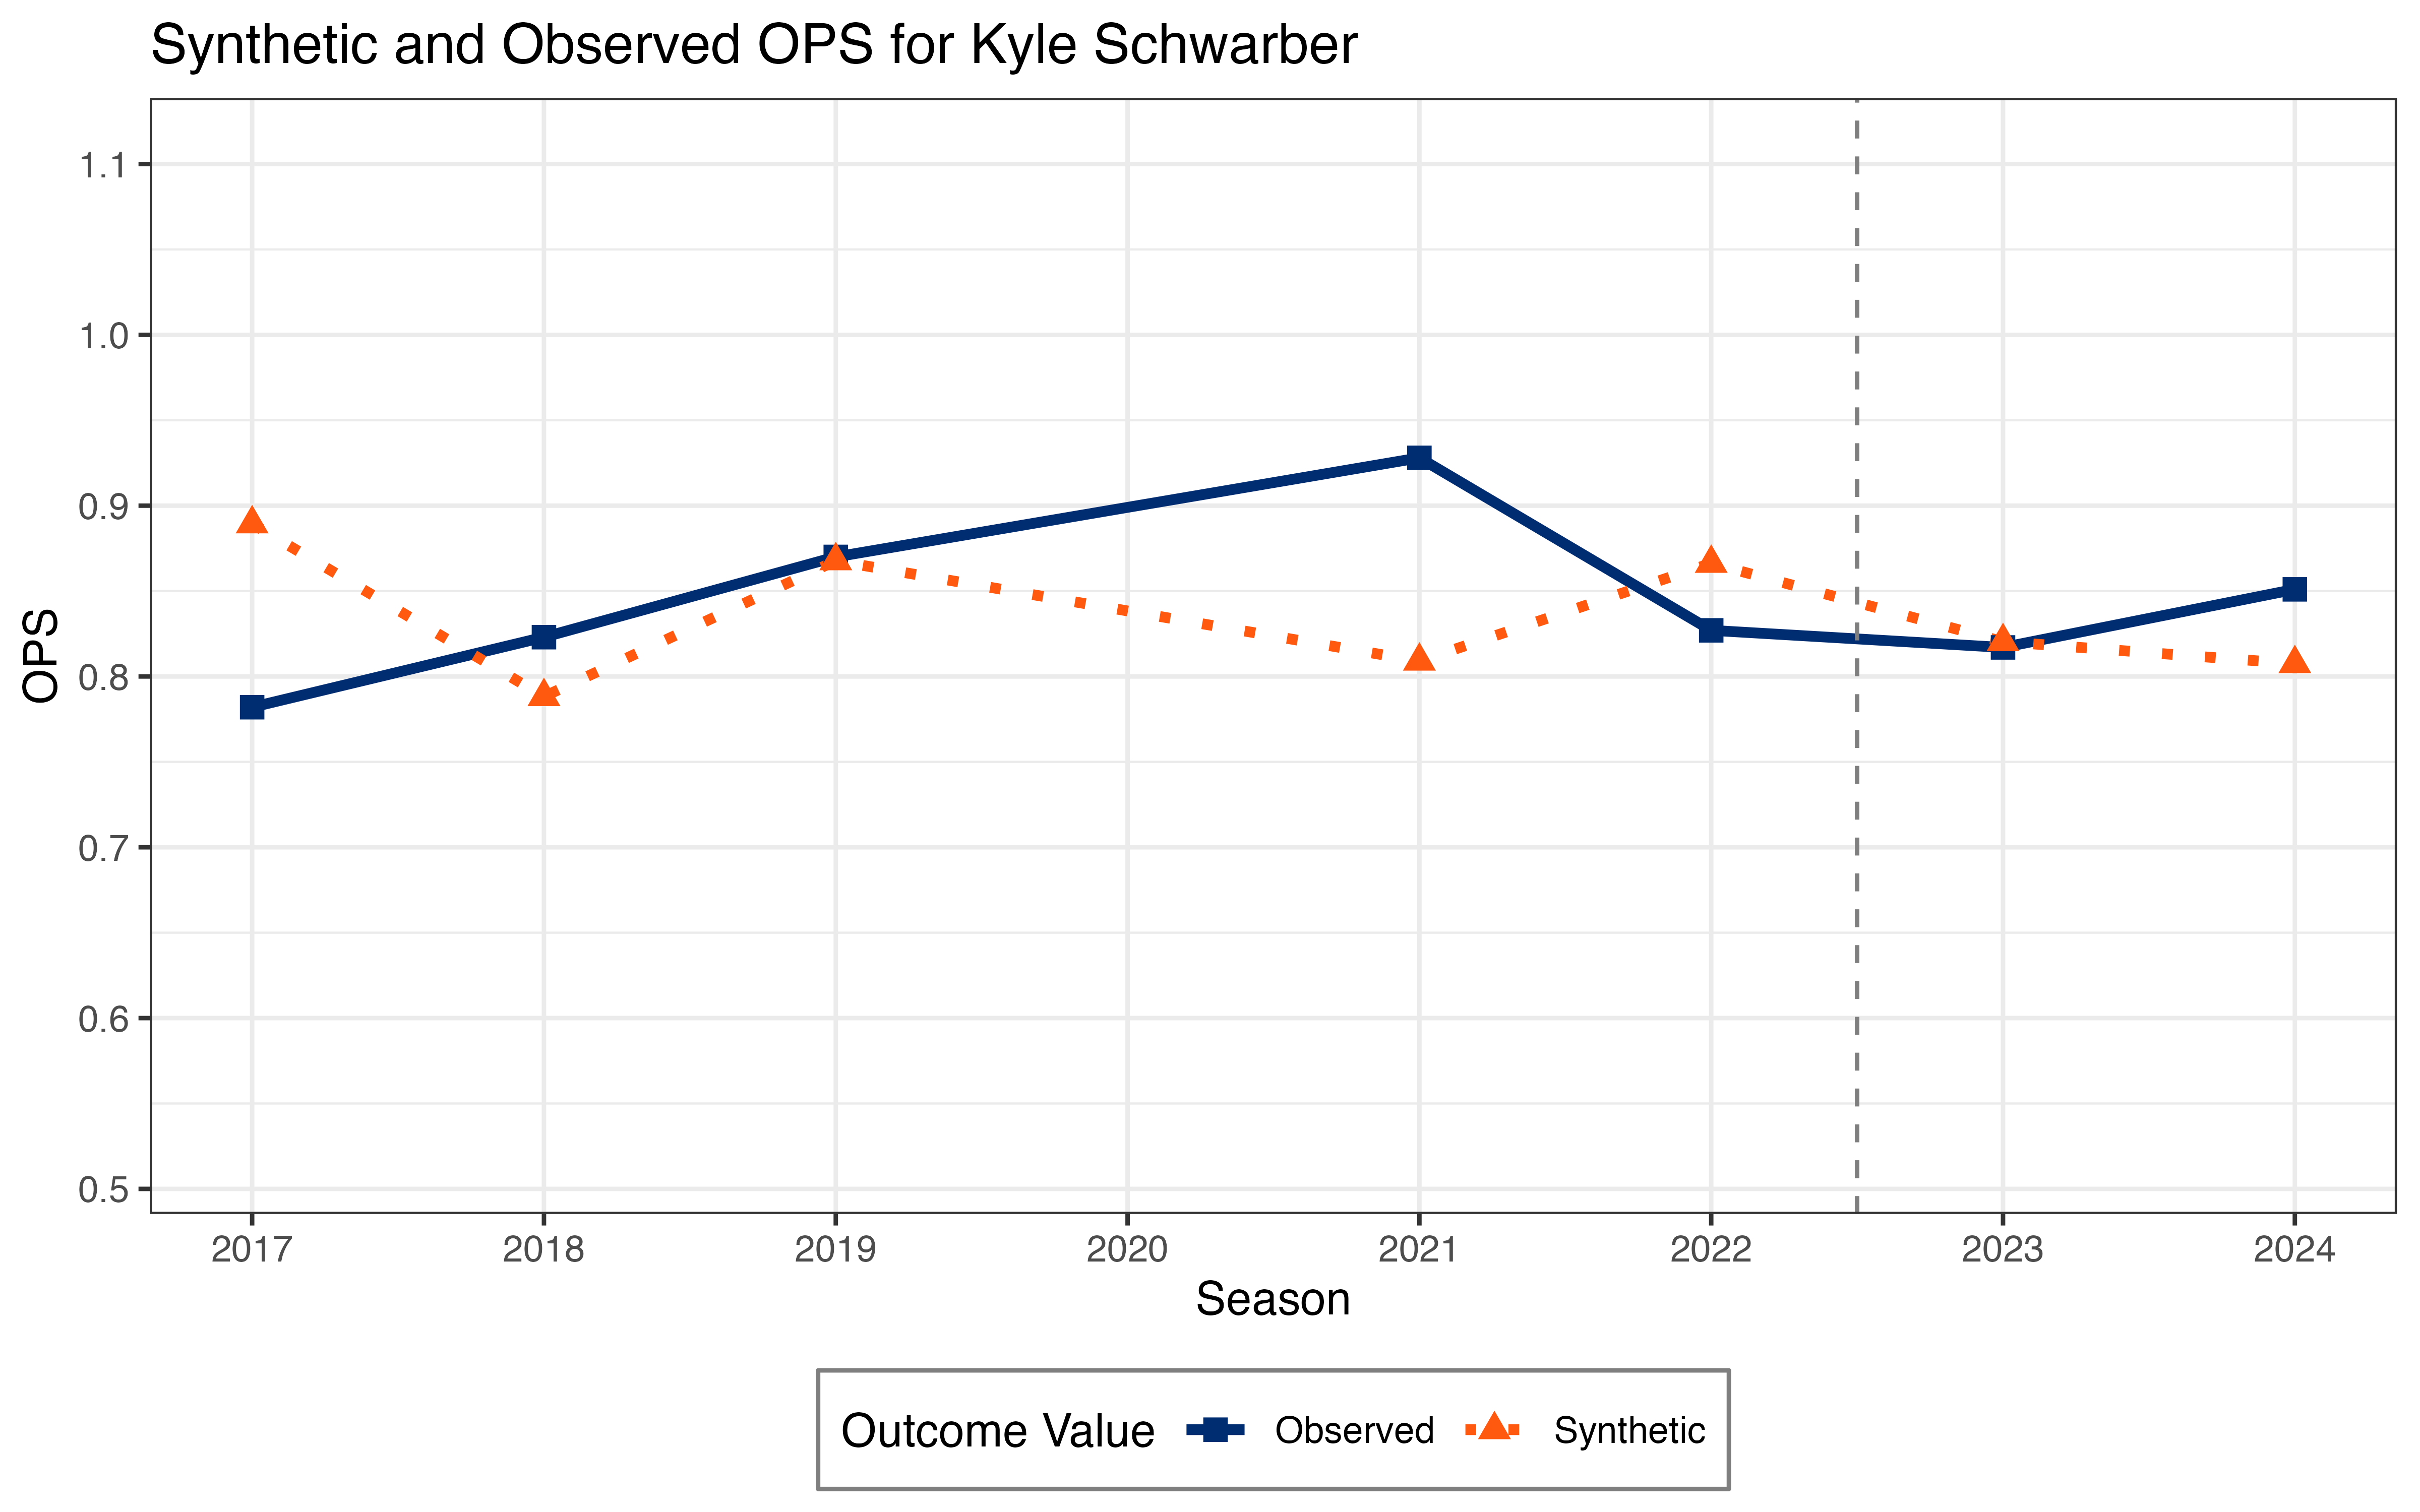 Synthetic and Observed OPS for Kyle Schwarber
OPS
1.1
1.0
0.9
0.8
0.7
0.6
0.5
2017 2018 2019 2020 2021 2022 2023 2024
Season
Outcome Value Observed Synthetic